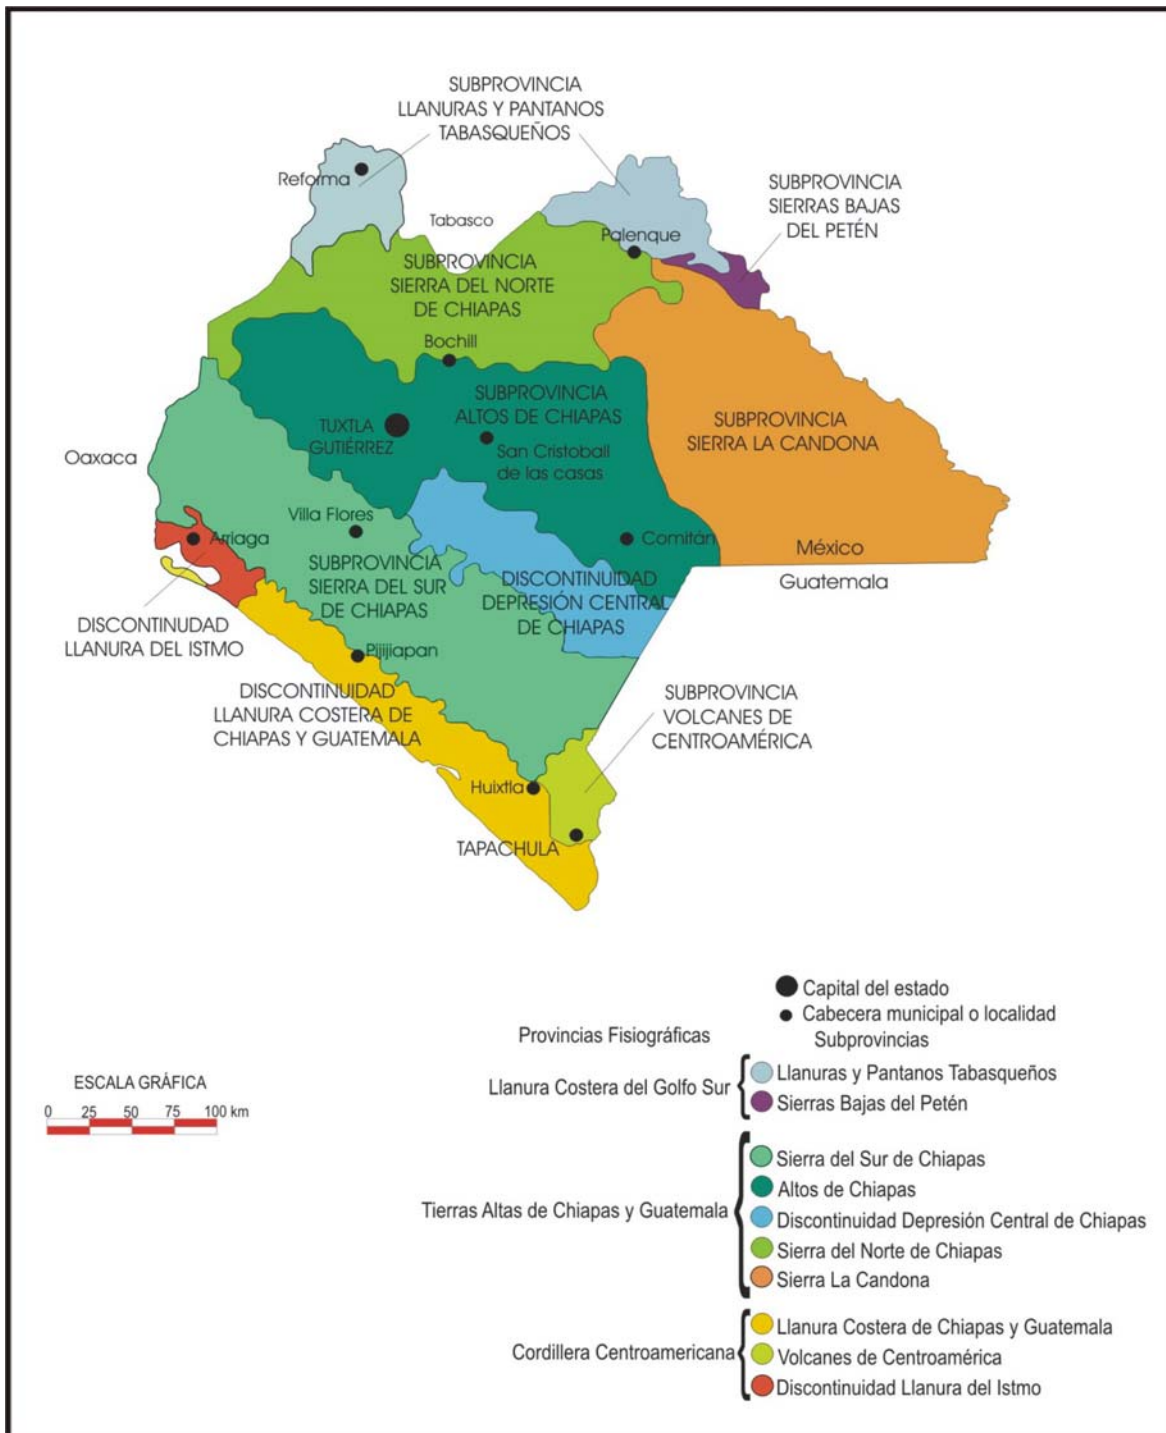 SUBPROVINCIA
LLANURAS Y PANTANOS
TABASQUEÑOS
Reforma
Tabasco
SUBPROVINCIA
SIERRAS BAJAS
DEL PETÉN
Palenque
SUBPROVINCIA
SIERRA DEL NORTE
DE CHIAPAS
Bochill
SUBPROVINCIA
ALTOS DE CHIAPAS
TUXTLA
GUTIÉRREZ
San Cristoball
de las casas
SUBPROVINCIA
SIERRA LA CANDONA
Oaxaca
Villa Flores
Arriaga
Comitán
México
Guatemala
SUBPROVINCIA
SIERRA DEL SUR
DE CHIAPAS
DISCONTINUIDAD
DEPRESIÓN CENTRAL
DE CHIAPAS
DISCONTINUDAD
LLANURA DEL ISTMO
Pijijiapan
DISCONTINUIDAD
LLANURA COSTERA DE
CHIAPAS Y GUATEMALA
SUBPROVINCIA
VOLCANES DE
CENTROAMÉRICA
Huixtla
TAPACHULA
Capital del estado
Cabecera municipal o localidad
Provincias Fisiográficas
Subprovincias
Llanura Costera del Golfo Sur
Llanuras y Pantanos Tabasqueños
Sierras Bajas del Petén
ESCALA GRÁFICA
0 25 50 75 100 km
Tierras Altas de Chiapas y Guatemala
Sierra del Sur de Chiapas
Altos de Chiapas
Discontinuidad Depresión Central de Chiapas
Sierra del Norte de Chiapas
Sierra La Candona
Cordillera Centroamericana
Llanura Costera de Chiapas y Guatemala
Volcanes de Centroamérica
Discontinuidad Llanura del Istmo